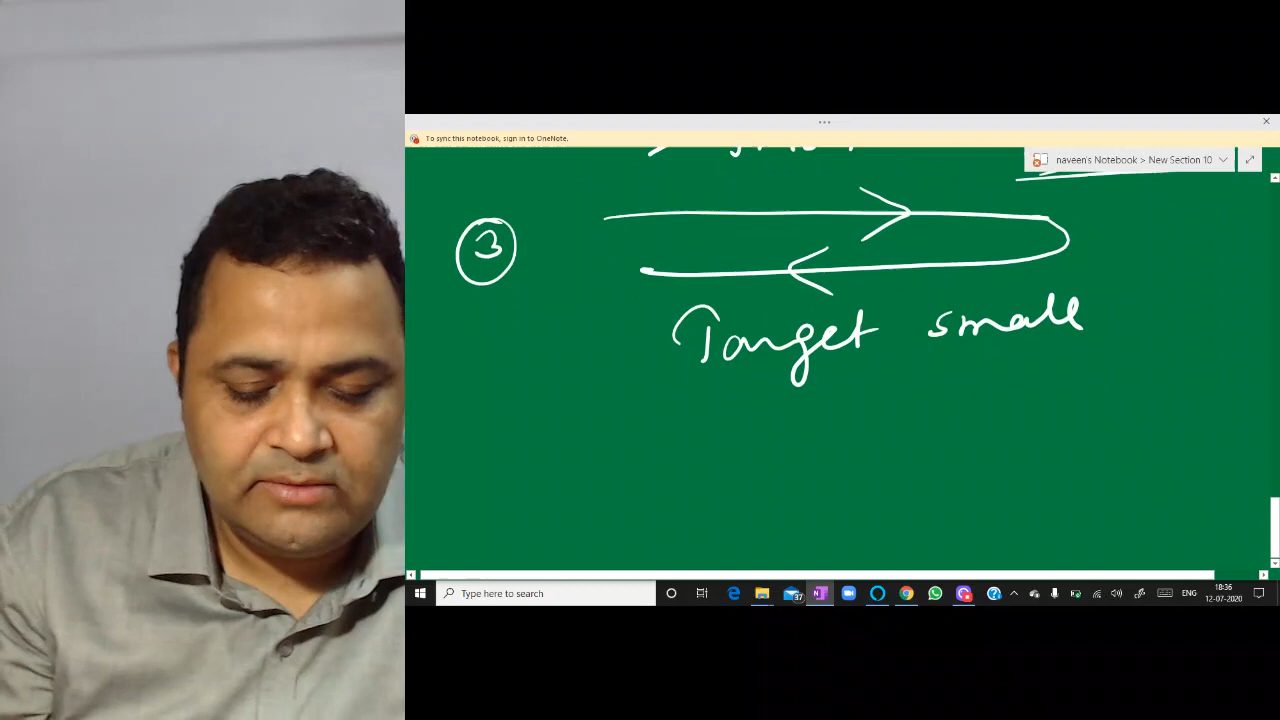 To sync this notebook, sign in to OneNote.
naveen's Notebook > New Section 10
3
Target small
Type here to search
37
ENG
18:36
12-07-2020